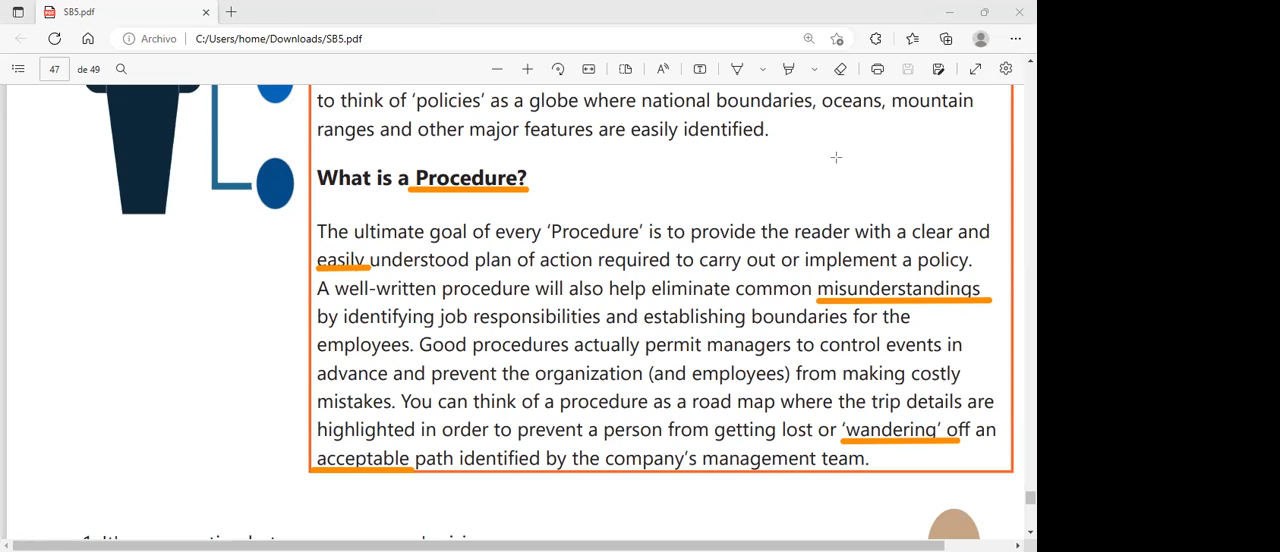 SB5.pdf
Archivo C:/Users/home/Downloads/SB5.pdf
47 de 49
to think of ‘policies’ as a globe where national boundaries, oceans, mountain
ranges and other major features are easily identified.
What is a Procedure?
The ultimate goal of every ‘Procedure’ is to provide the reader with a clear and
easily understood plan of action required to carry out or implement a policy.
A well-written procedure will also help eliminate common misunderstandings
by identifying job responsibilities and establishing boundaries for the
employees. Good procedures actually permit managers to control events in
advance and prevent the organization (and employees) from making costly
mistakes. You can think of a procedure as a road map where the trip details are
highlighted in order to prevent a person from getting lost or ‘wandering’ off an
acceptable path identified by the company’s management team.